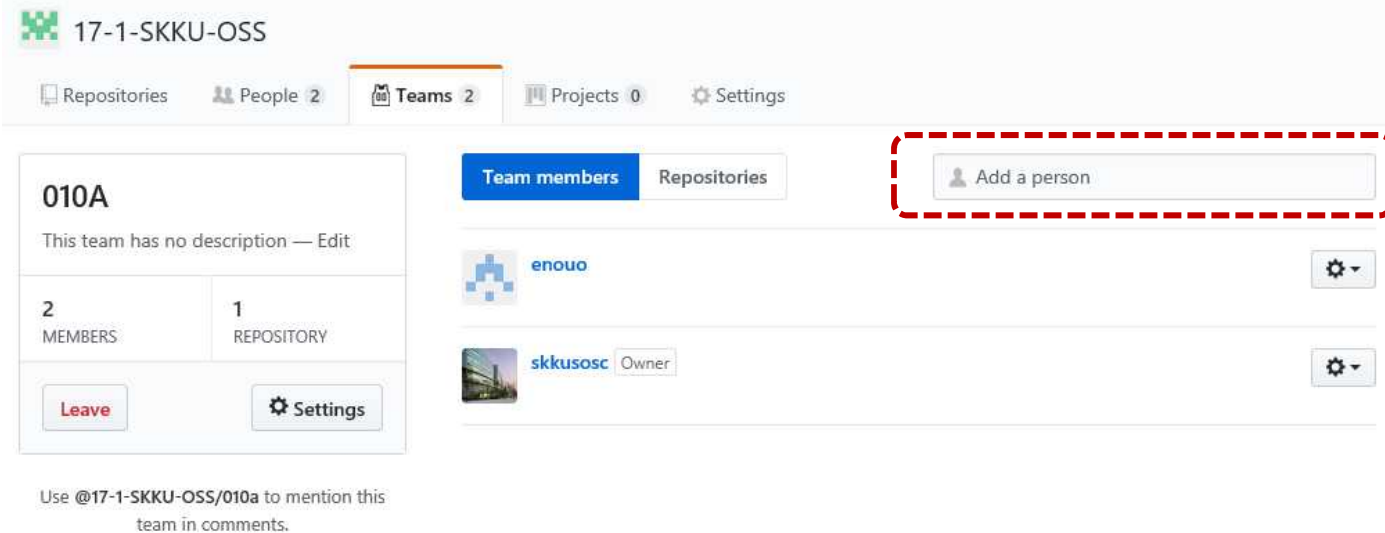 17-1-SKKU-OSS
Repositories People 2 Teams 2 Projects 0 Settings
010A
This team has no description — Edit
2 1
MEMBERS REPOSITORY
Leave Settings
Use @17-1-SKKU-OSS/010a to mention this
team in comments.
Team members Repositories Add a person
enouo
skkusosc Owner